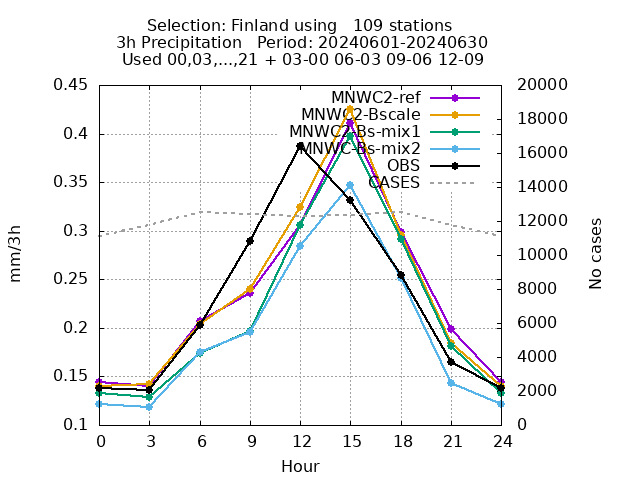 Selection: Finland using   109 stations
3h Precipitation   Period: 20240601-20240630
Used 00,03,...,21 + 03-00 06-03 09-06 12-09
MNWC2-ref
MNWC2-Bscale
MNWC2-Bs-mix1
MNWC-Bs-mix2
OBS
CASES
0.45
0.4
0.35
0.3
0.25
0.2
0.15
0.1
mm/3h
20000
18000
16000
14000
12000
10000
8000
6000
4000
2000
0
No cases
0 3 6 9 12 15 18 21 24
Hour